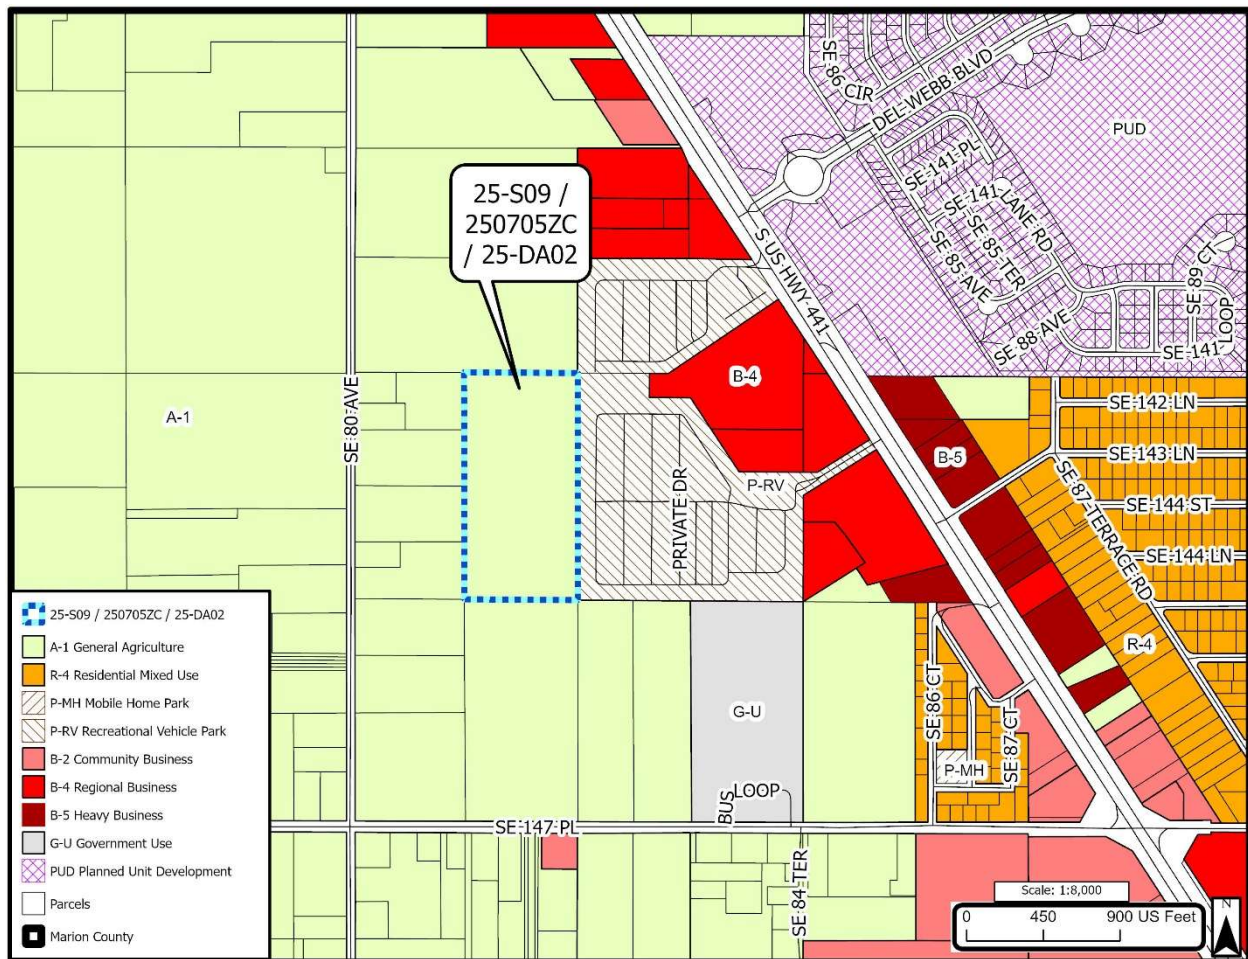 SE 86 CIR
DEL WEBB BLVD
PUD
SE 141 PL
SE 141 LANE RD
SE 85 TER
SE 85 AVE
SE 89 CT
LOOP
SE 88 AVE
SE 141
25-S09 /
250705ZC
/ 25-DA02
S US HWY 441
B-4
A-1
SE 80 AVE
SE 142 LN
SE 143 LN
SE 144 ST
SE 144 LN
B-5
SE 87 TERRACE RD
P-RV
PRIVATE DR
R-4
G-U
SE 86 CT
SE 87 CT
P-MH
BUS
LOOP
SE 147 PL
SE 84 TER
25-S09 / 250705ZC / 25-DA02
A-1 General Agriculture
R-4 Residential Mixed Use
P-MH Mobile Home Park
P-RV Recreational Vehicle Park
B-2 Community Business
B-4 Regional Business
B-5 Heavy Business
G-U Government Use
PUD Planned Unit Development
Parcels
Marion County
Scale: 1:8,000
0 450 900 US Feet
N